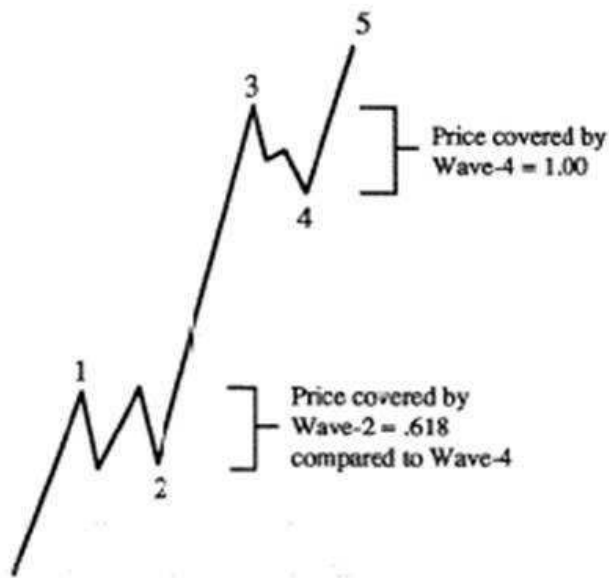 5
3
Price covered by
Wave-4 = 1.00
4
1
Price covered by
Wave-2 = .618
compared to Wave-4
2